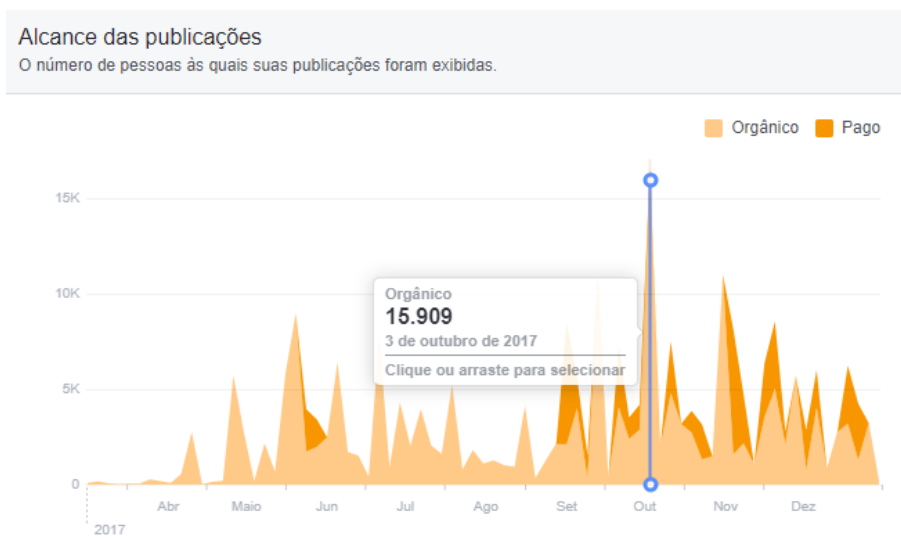 Alcance das publicações
O número de pessoas às quais suas publicações foram exibidas.
Orgânico Pago
15K
10K
Orgânico
15.909
3 de outubro de 2017
Clique ou arraste para selecionar
5K
0
Abr Maio Jun Jul Ago Set Out Nov Dez
2017